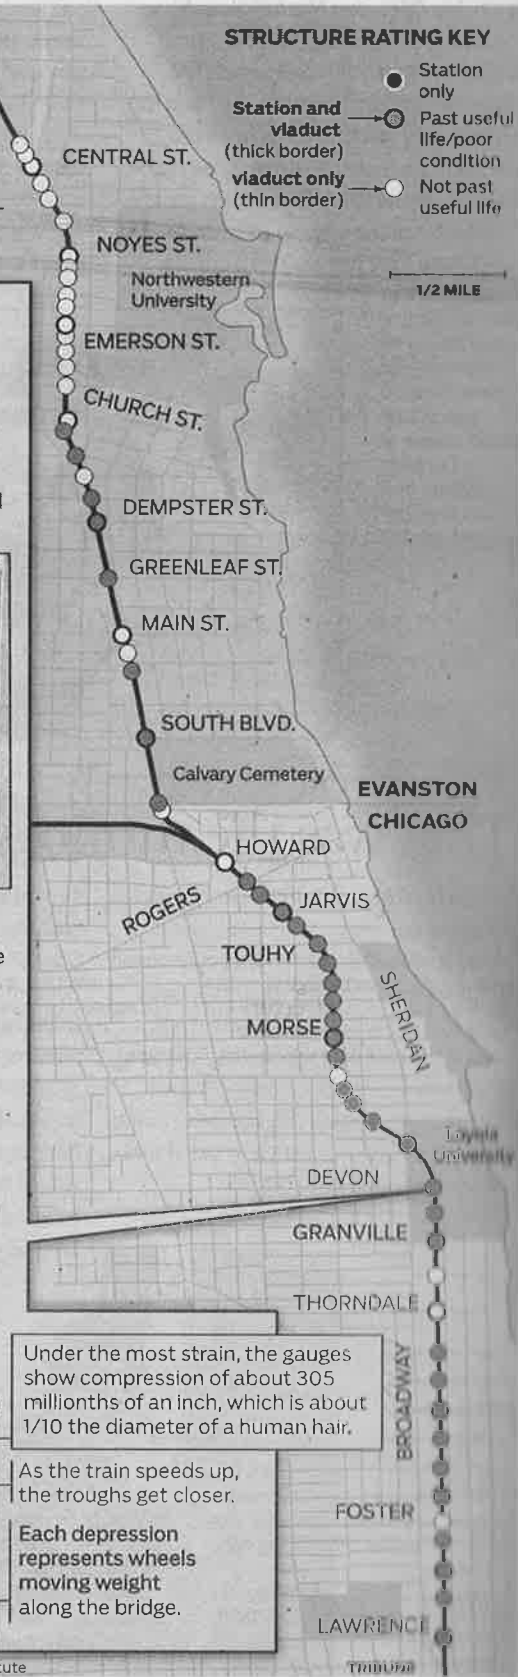 STRUCTURE RATING KEY
Station
only
Station and
viaduct
(thick border)
Past useful
life/poor
condition
viaduct only
(thin border)
Not past
useful life
1/2 MILE
CENTRAL ST.
NOYES ST.
Northwestern
University
EMERSON ST.
CHURCH ST.
DEMPSTER ST.
GREENLEAF ST.
MAIN ST.
SOUTH BLVD.
Calvary Cemetery
EVANSTON
CHICAGO
HOWARD
ROGERS
JARVIS
TOUHY
SHERIDAN
MORSE
Loyola
University
DEVON
GRANVILLE
THORNDALE
BROADWAY
Under the most strain, the gauges
show compression of about 305
millionths of an inch, which is about
1/10 the diameter of a human hair.
As the train speeds up,
the troughs get closer.
Each depression
represents wheels
moving weight
along the bridge.
FOSTER
LAWRENCE
TRIBUNE